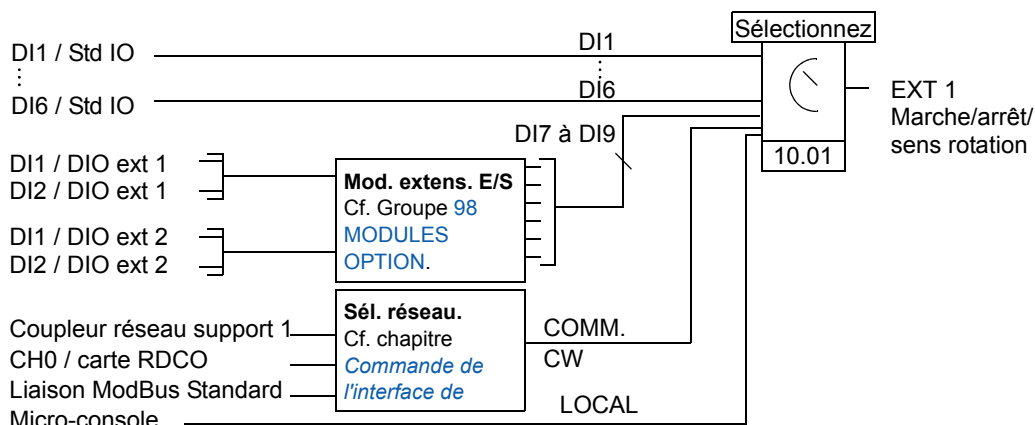 Sélectionnez
DI1 / Std IO
DI1
DI6 / Std IO
DI6
EXT 1
Marche/arrêt/
sens rotation
DI7 à DI9
10.01
DI1 / DIO ext 1
DI2 / DIO ext 1
DI1 / DIO ext 2
DI2 / DIO ext 2
Mod. extens. E/S
Cf. Groupe 98
MODULES
OPTION.
Coupleur réseau support 1
CH0 / carte RDCO
Liaison ModBus Standard
Micro-console
Sél. réseau.
Cf. chapitre
Commande de
l'interface de
COMM.
CW
LOCAL